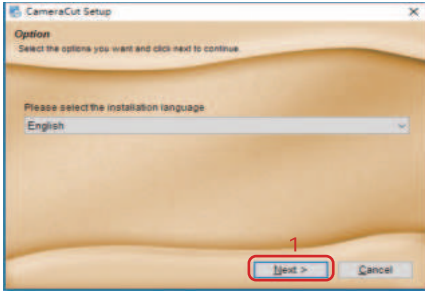 CameraCut Setup
Option
Select the options you want and click next to continue.
Please select the installation language
English
1
Next >
Cancel